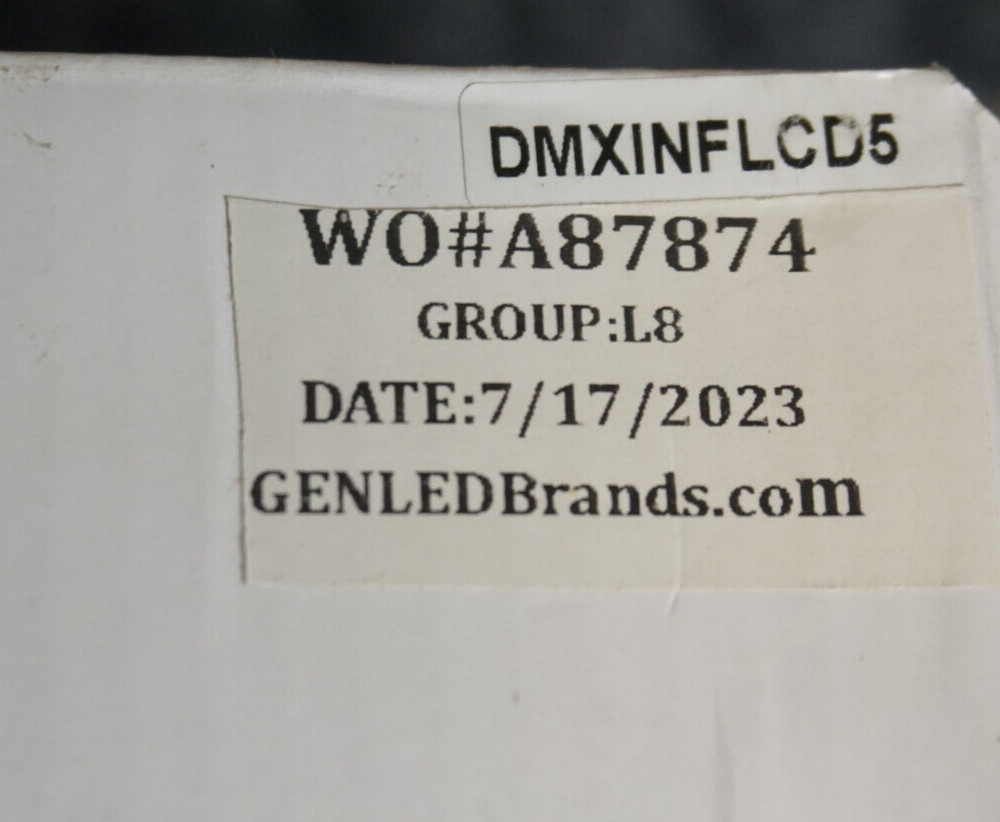 DMXINFLCD5
WO#A87874
GROUP:L8
DATE:7/17/2023
GENLEDBrands.com